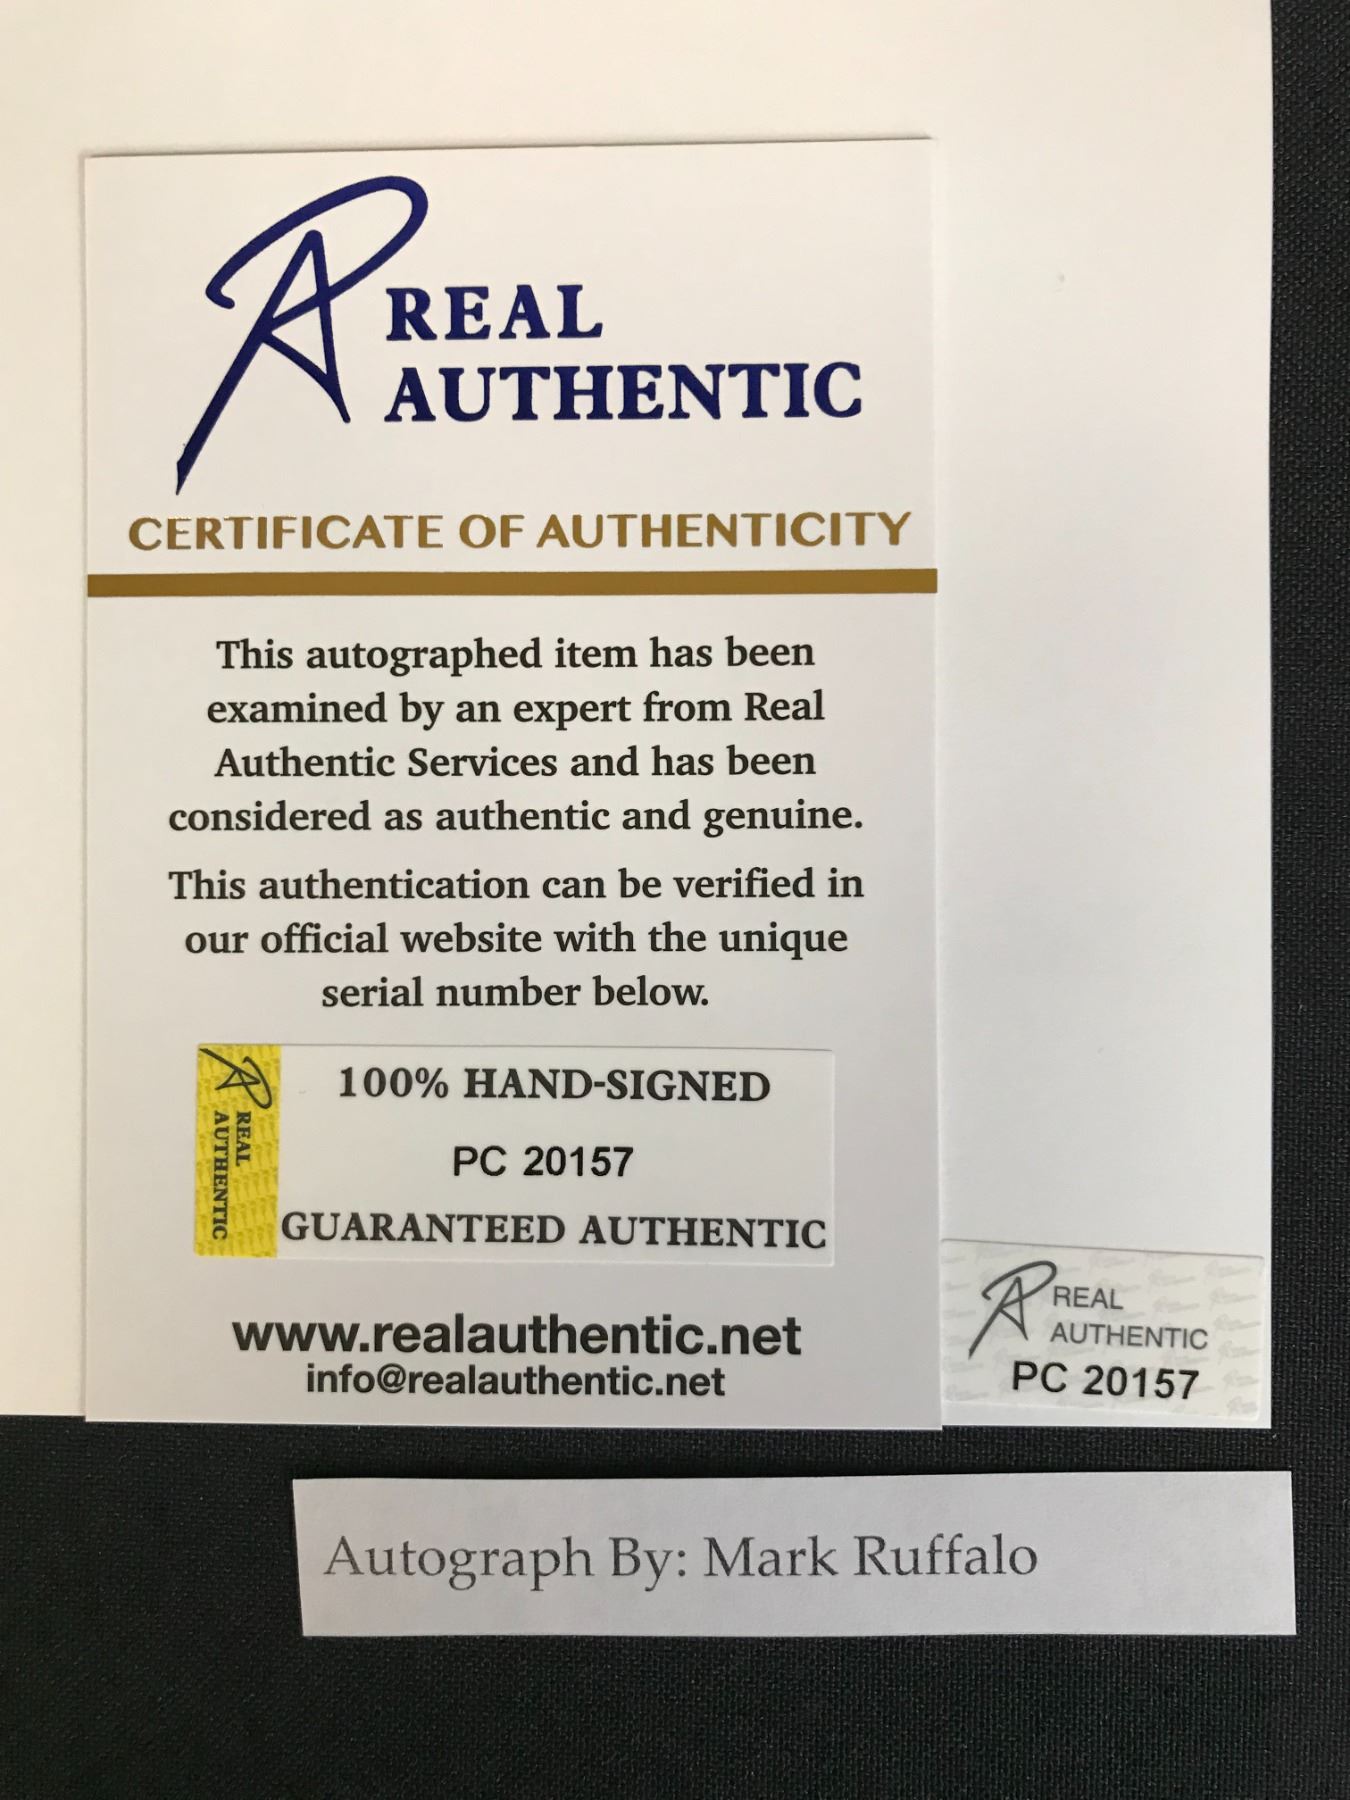 REAL
AUTHENTIC
CERTIFICATE OF AUTHENTICITY
This autographed item has been
examined by an expert from Real
Authentic Services and has been
considered as authentic and genuine.
This authentication can be verified in
our official website with the unique
serial number below.
REAL
AUTHENTIC
100% HAND-SIGNED
PC 20157
GUARANTEED AUTHENTIC
www.realauthentic.net
info@realauthentic.net
REAL
AUTHENTIC
PC 20157
Autograph By: Mark Ruffalo